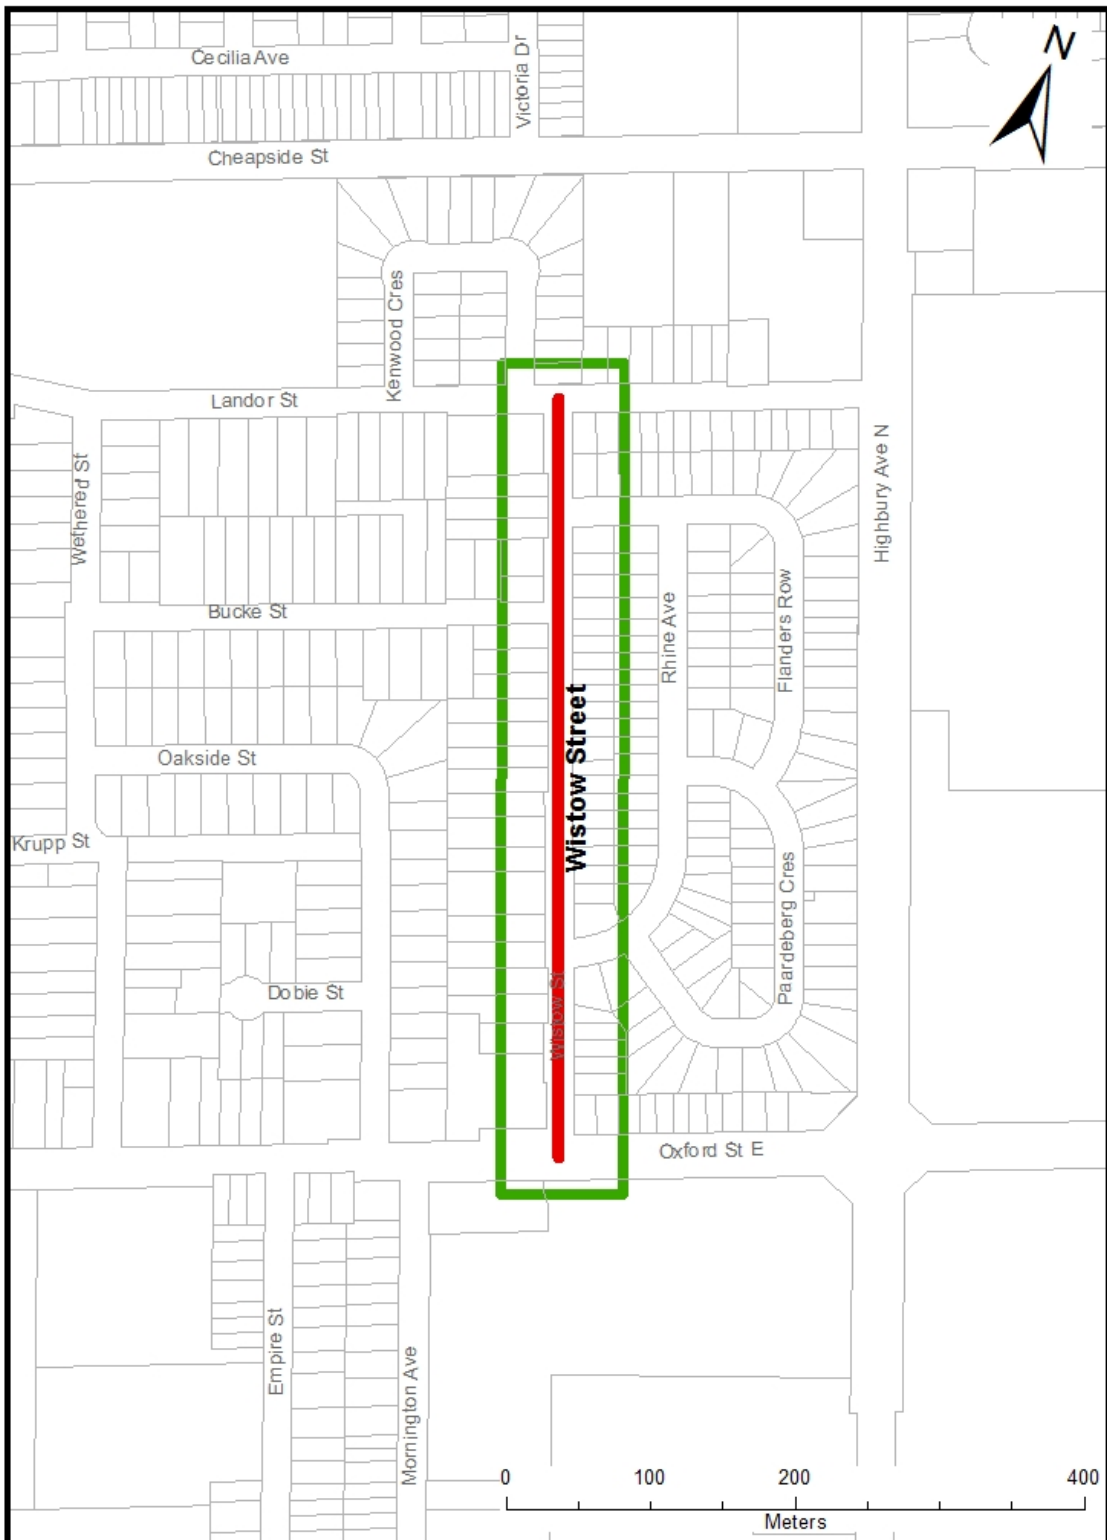 Cecilia Ave
Victoria Dr
N
Cheapside St
Kenwood Cres
Landor St
Wethered St
Highbury Ave N
Bucke St
Rhine Ave
Flanders Row
Wistow Street
Oakside St
Krupp St
Paardeberg Cres
Dobie St
Wistow St
Oxford St E
Empire St
Mornington Ave
0 100 200 400
Meters